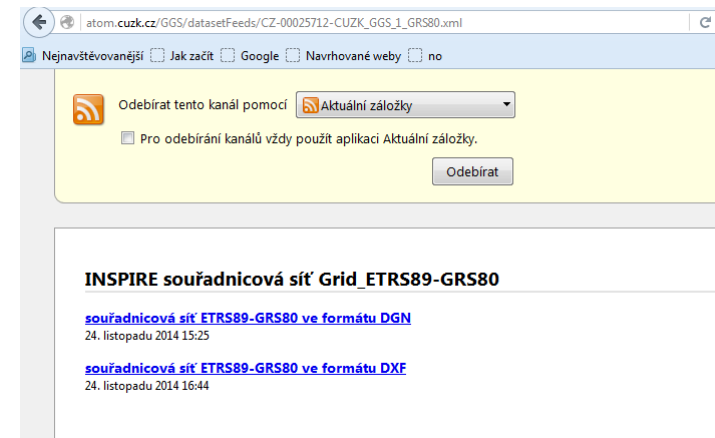 atom.cuzk.cz/GGS/datasetFeeds/CZ-00025712-CUZK_GGS_1_GRS80.xml
Nejnavštěvovanější Jak začít Google Navrhované weby no
Odebírat tento kanál pomocí Aktuální záložky
Pro odebírání kanálů vždy použít aplikaci Aktuální záložky.
Odebírat
INSPIRE souřadnicová síť Grid_ETRS89-GRS80
souřadnicová síť ETRS89-GRS80 ve formátu DGN
24. listopadu 2014 15:25
souřadnicová síť ETRS89-GRS80 ve formátu DXF
24. listopadu 2014 16:44